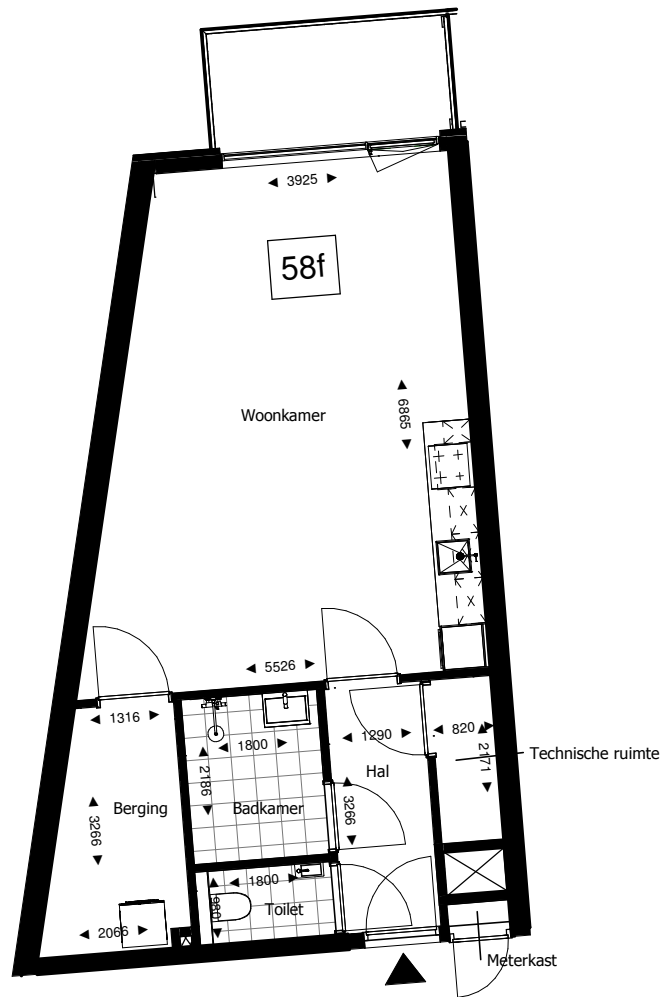 3925
58f
6865
Woonkamer
5526
1316
1800
1290
820
2171
Technische ruimte
2186
Hal
Berging
Badkamer
3266
3266
1800
980
Toilet
2066
Meterkast